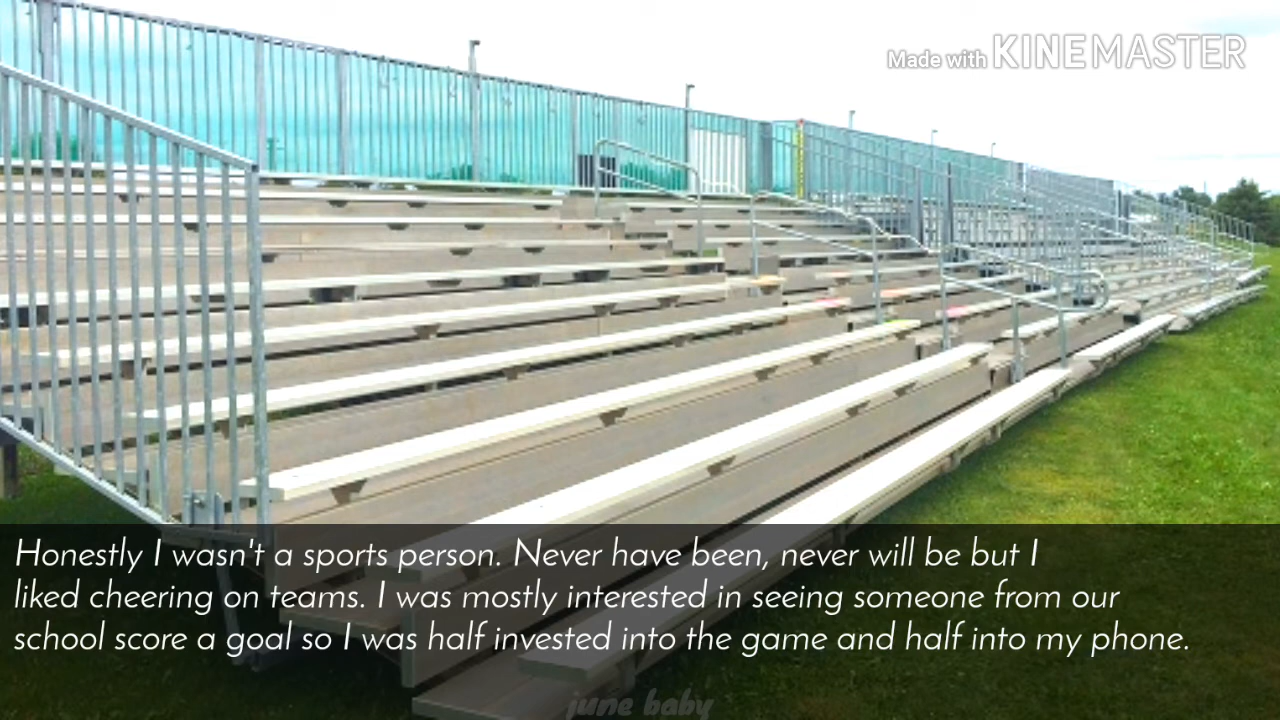 Made with KINEMASTER
Honestly I wasn't a sports person. Never have been, never will be but I
liked cheering on teams. I was mostly interested in seeing someone from our
school score a goal so I was half invested into the game and half into my phone.
june baby